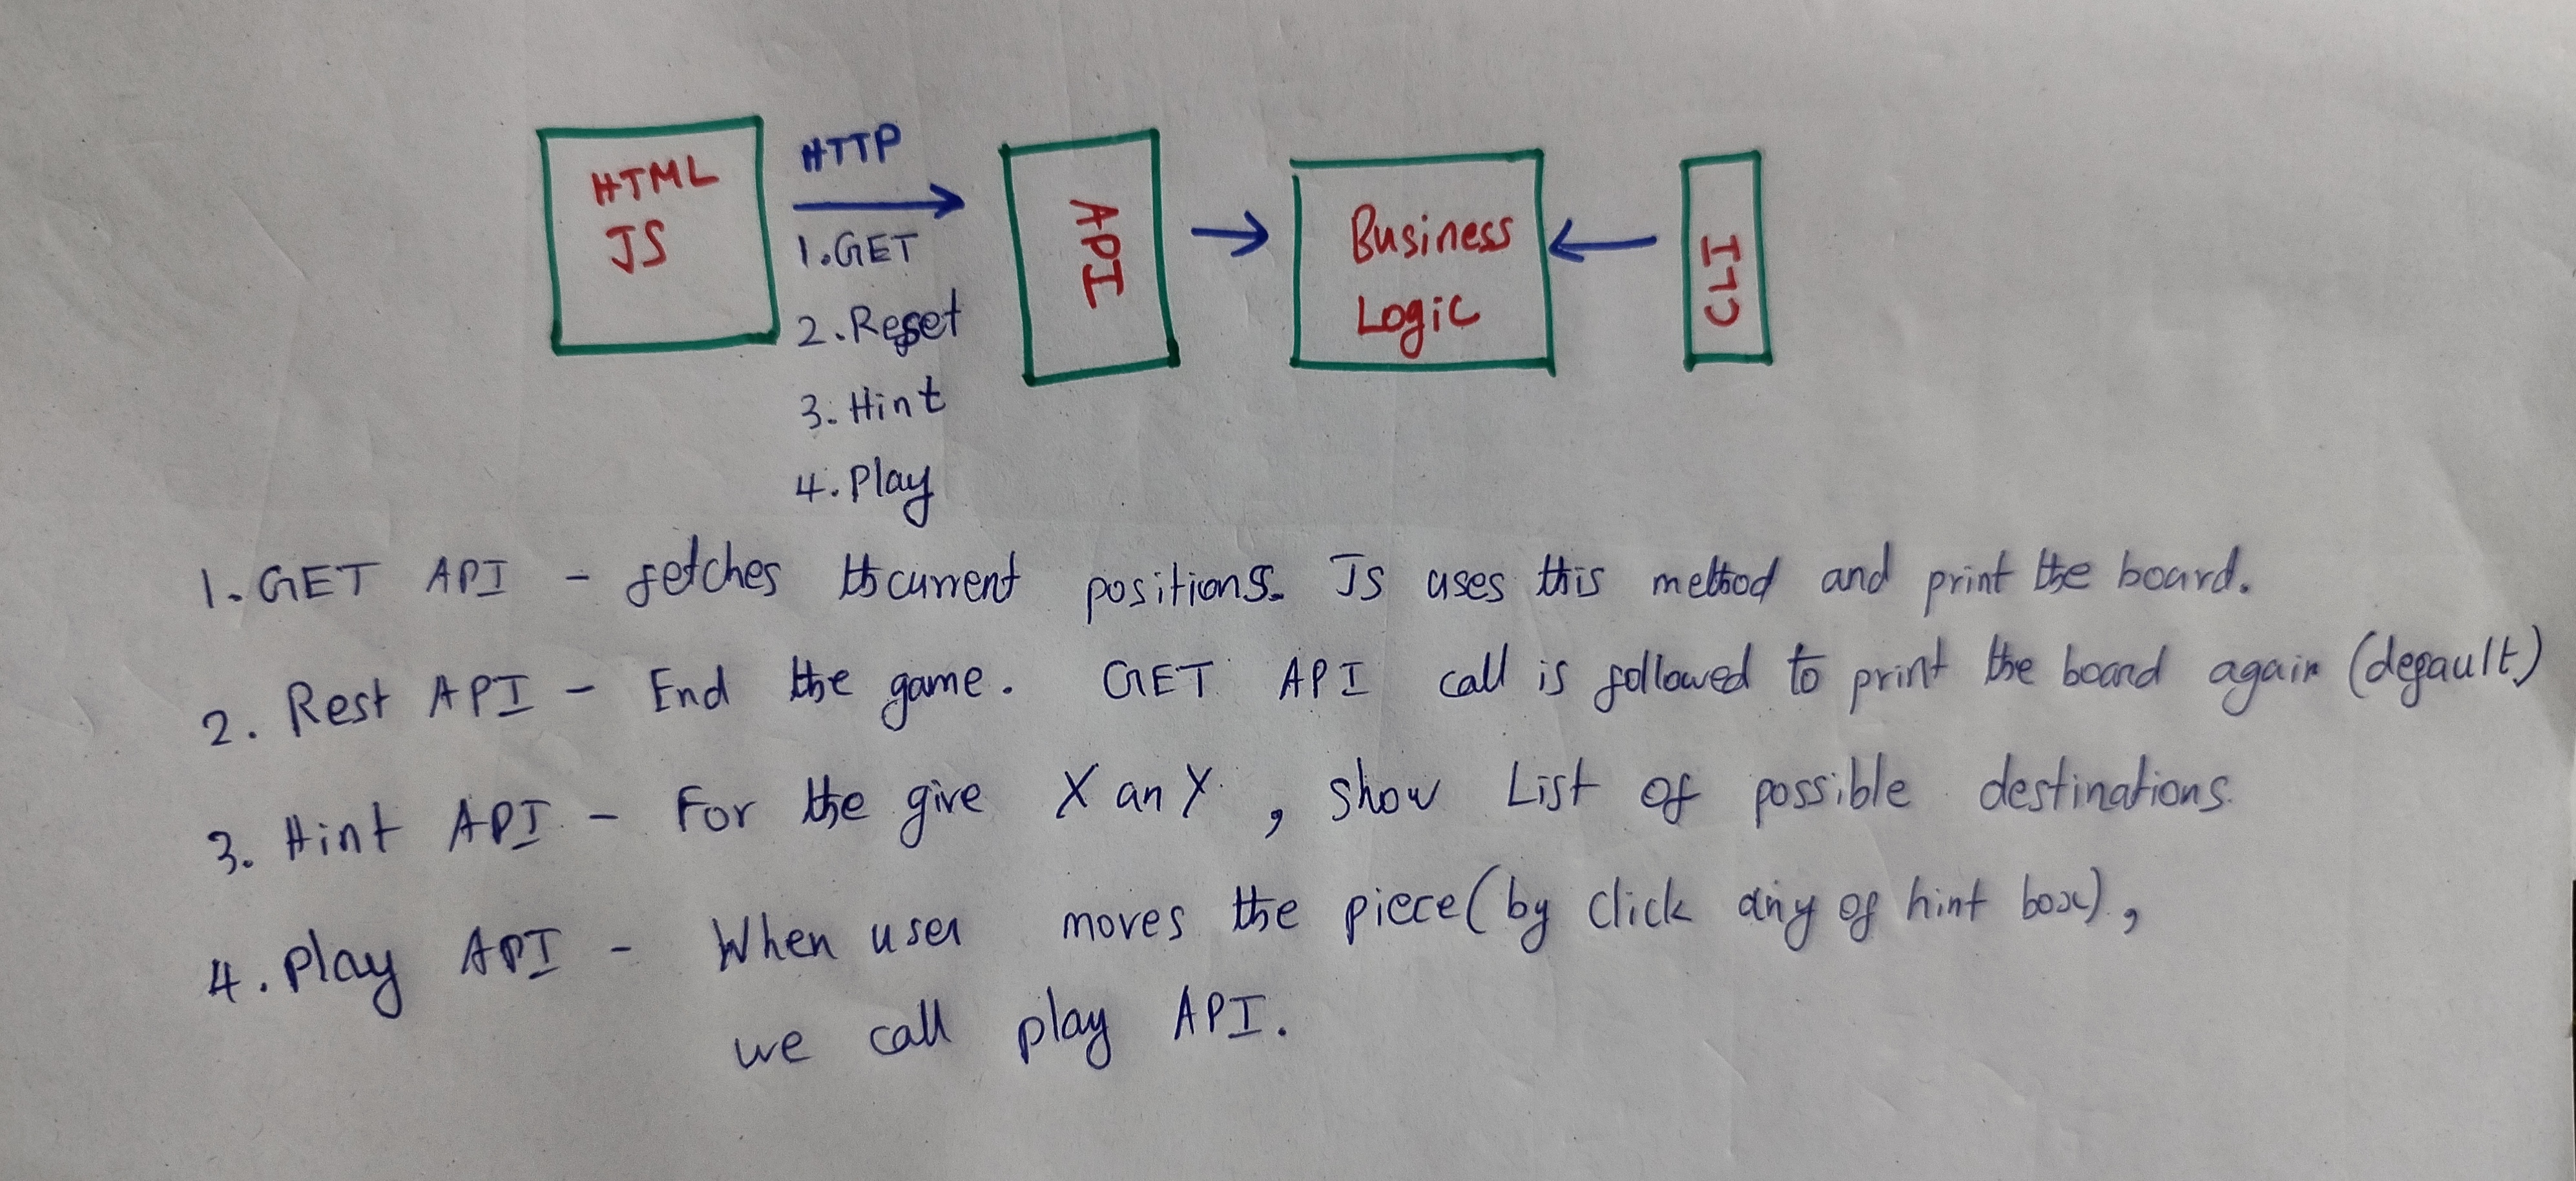 HTML
JS
HTTP
1.GET
2.Reset
3. Hint
4. Play
API
Business
Logic
CLI
1. GET API - fetches th current positions. JS uses this method and print the board.
2. Rest API - End the game. GET API call is followed to print the board again (default)
3. Hint API - For the give X an Y, show List of possible destinations
4. Play API - When user moves the piece (by click any of hint box),
we call play API.